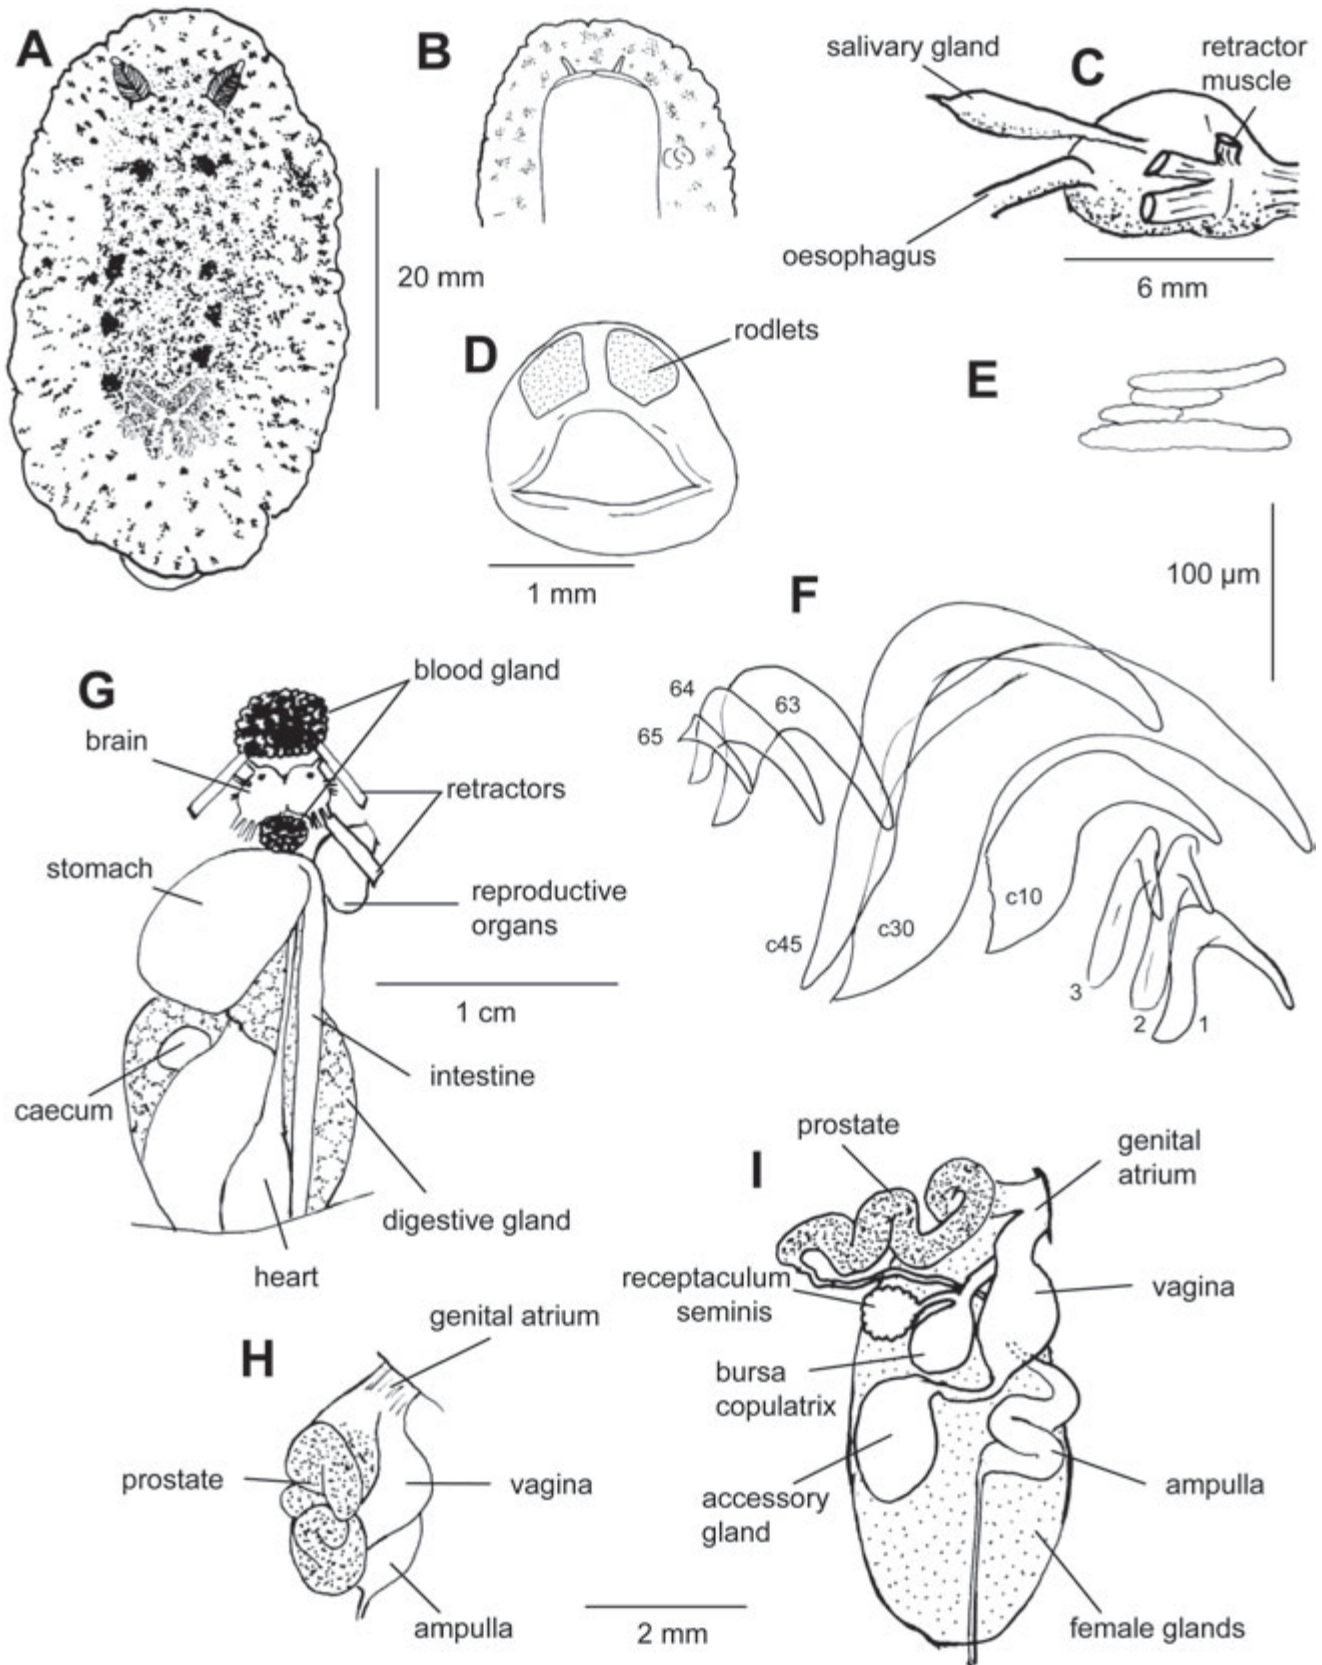 A
20 mm
B
C
salivary gland
retractor
muscle
oesophagus
6 mm
D
rodlets
1 mm
E
100 µm
F
64
65
63
c45
c30
c10
3
2
1
G
blood gland
brain
retractors
stomach
reproductive
organs
1 cm
intestine
caecum
digestive gland
heart
H
genital atrium
prostate
vagina
ampulla
2 mm
I
prostate
genital
atrium
receptaculum
seminis
vagina
bursa
copulatrix
accessory
gland
ampulla
female glands